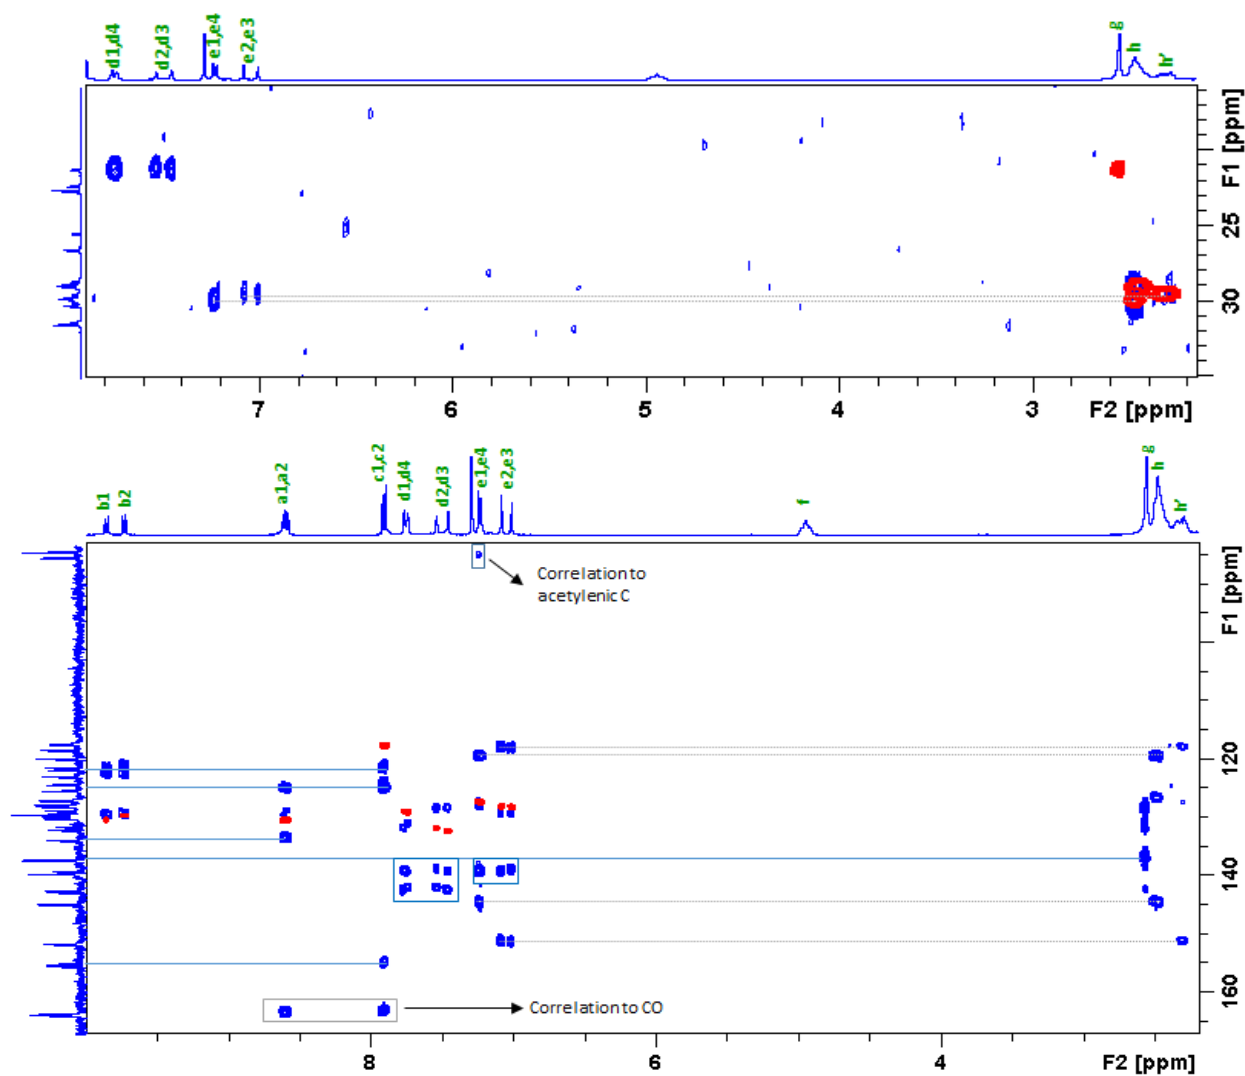 d1,d4
d2,d3
e1,e4
e2,e3
g
h
h'
F1 [ppm]
25
30
7
6
5
4
3
F2 [ppm]
b1
b2
a1,a2
c1,c2
d1,d4
d2,d3
e1,e4
e2,e3
f
g
h
h'
F1 [ppm]
Correlation to
acetylenic C
120
140
160
Correlation to CO
8
6
4
F2 [ppm]